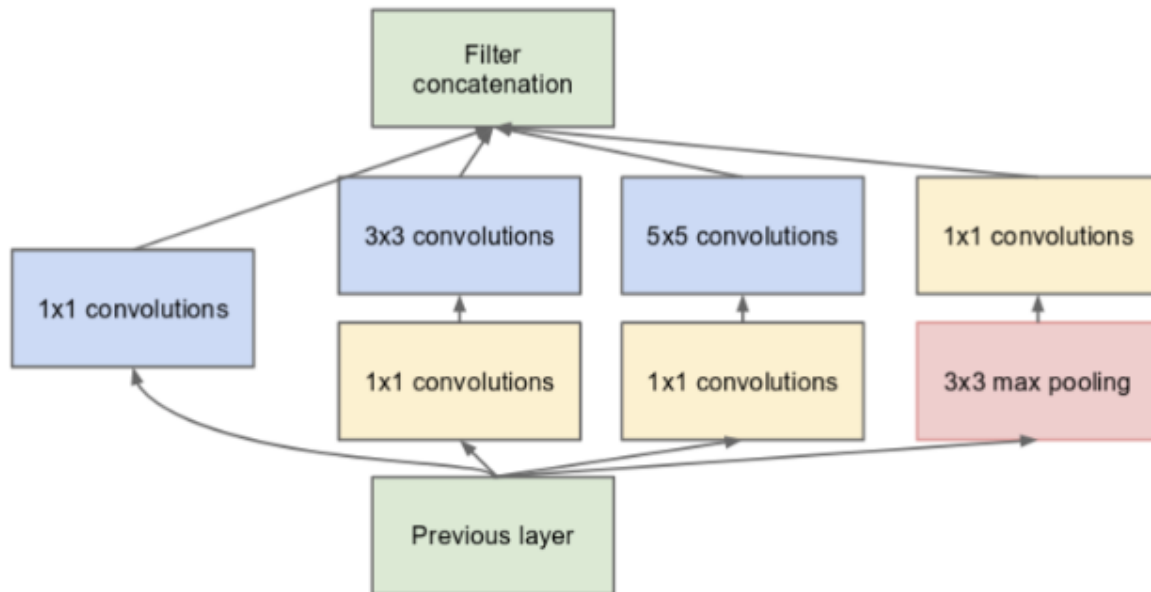 Filter
concatenation
3x3 convolutions
5x5 convolutions
1x1 convolutions
1x1 convolutions
1x1 convolutions
1x1 convolutions
3x3 max pooling
Previous layer